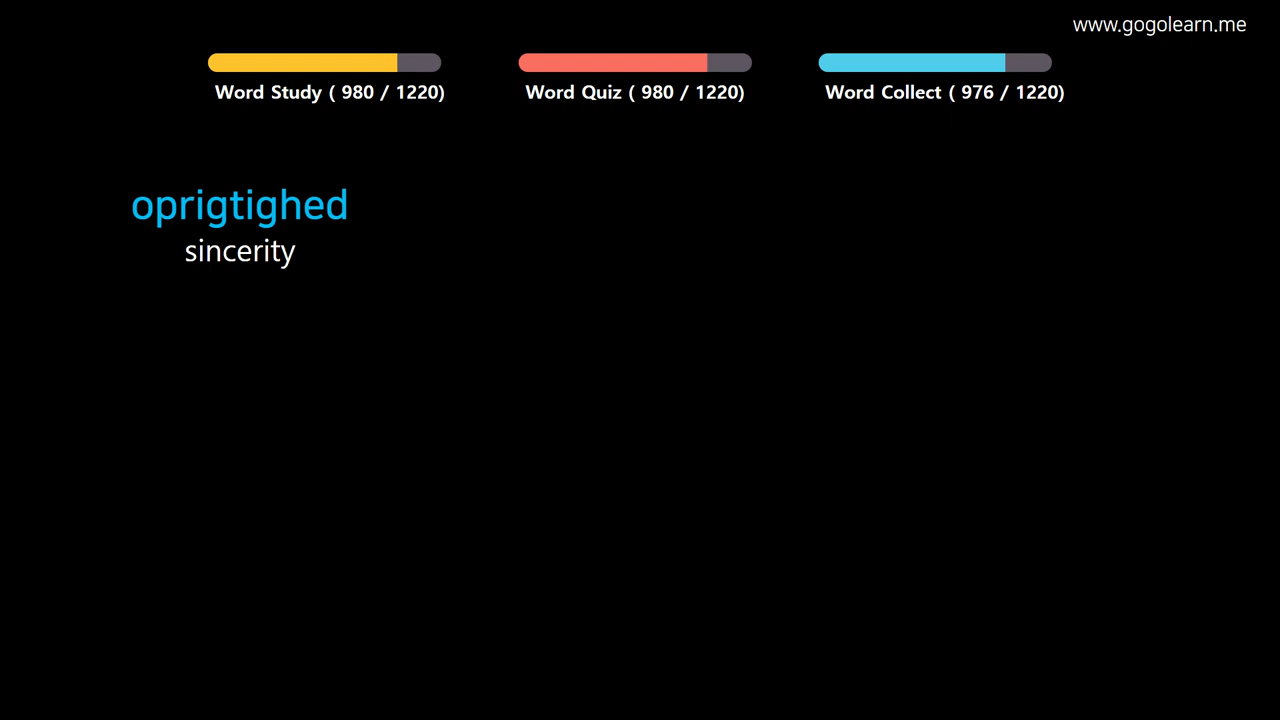 www.gogolearn.me
Word Study ( 980 / 1220)
Word Quiz ( 980 / 1220)
Word Collect ( 976 / 1220)
oprigtighed
sincerity